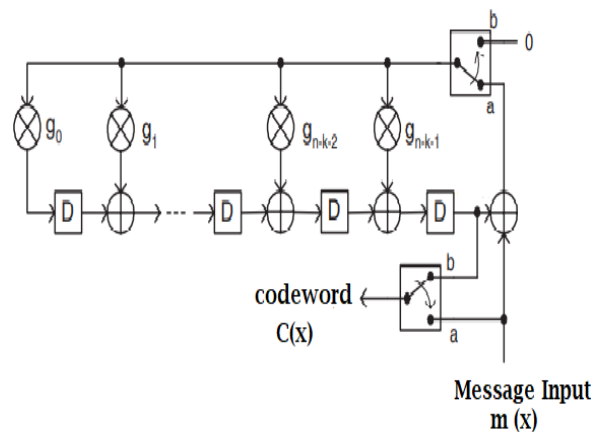 b
0
a
g0
g1
gn-k-2
gn-k-1
D
D
D
D
b
a
codeword
C(x)
Message Input
m (x)